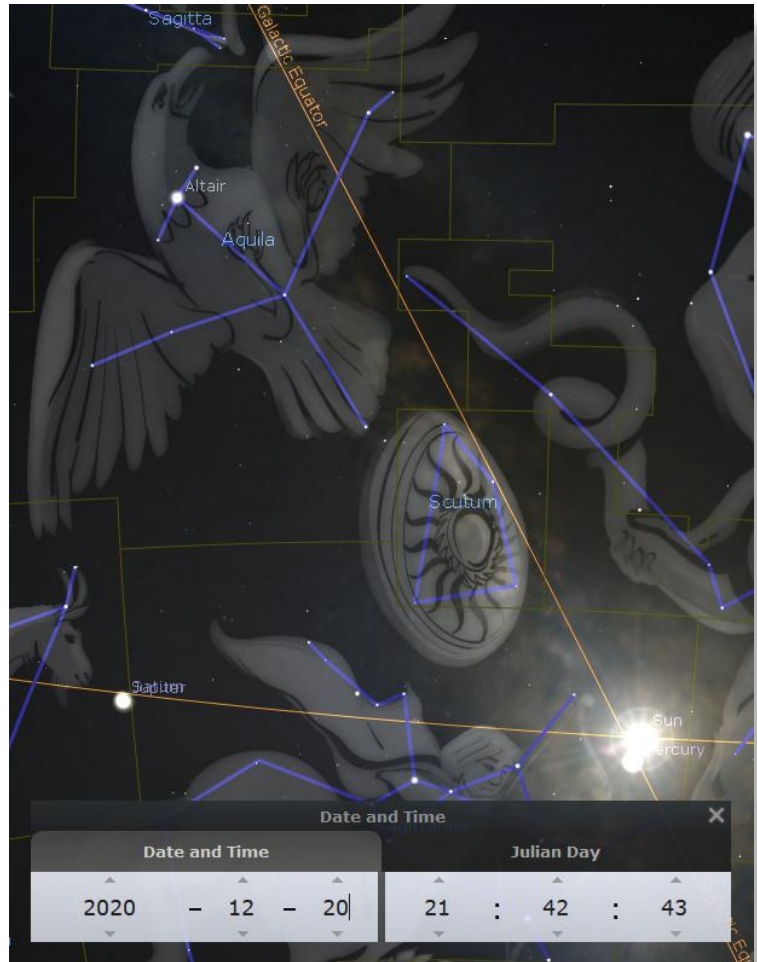 Sagitta
Galactic Equator
Altair
Aquila
Scutum
Sun
Date and Time
Date and Time
Julian Day
2020 - 12 - 20
21 : 42 : 43